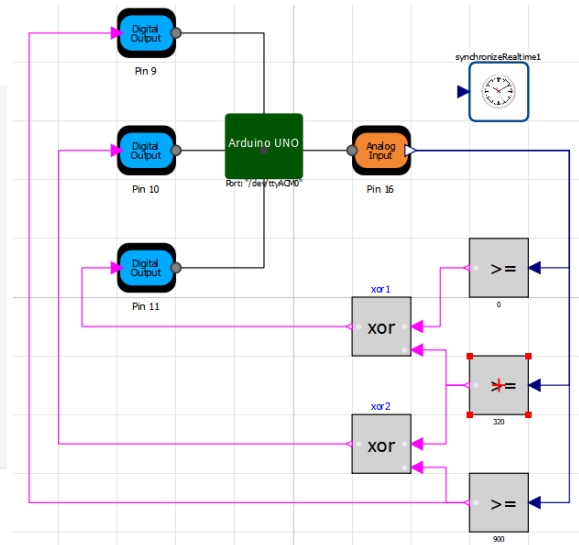 Digital
Output
Pin 9
synchronizeRealtime1
Digital
Output
Pin 10
Arduino UNO
Port: "/dev/ttyACM0"
Analog
Input
Pin 16
Digital
Output
Pin 11
>=
0
xor1
xor
>=
320
xor2
xor
>=
900